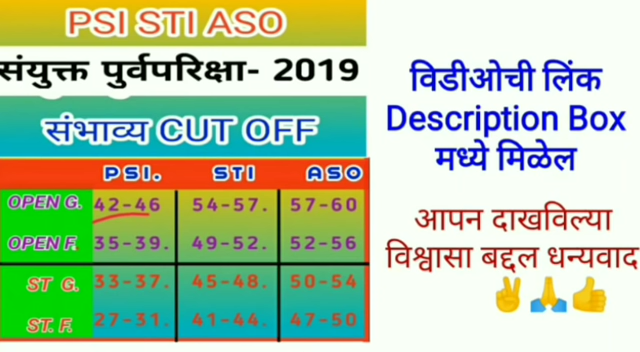 PSI STI ASO
संयुक्त पुर्वपरिक्षा- 2019
संभाव्य CUT OFF
PSI. STI ASO
OPEN G. 42-46 54-57. 57-60
OPEN F. 35-39. 49-52. 52-56
ST G. 33-37. 45-48. 50-54
ST. F. 27-31. 41-44. 47-50
विडीओची लिंक
Description Box
मध्ये मिळेल
आपन दाखविल्या
विश्वासा बद्दल धन्यवाद
✌🙏👍